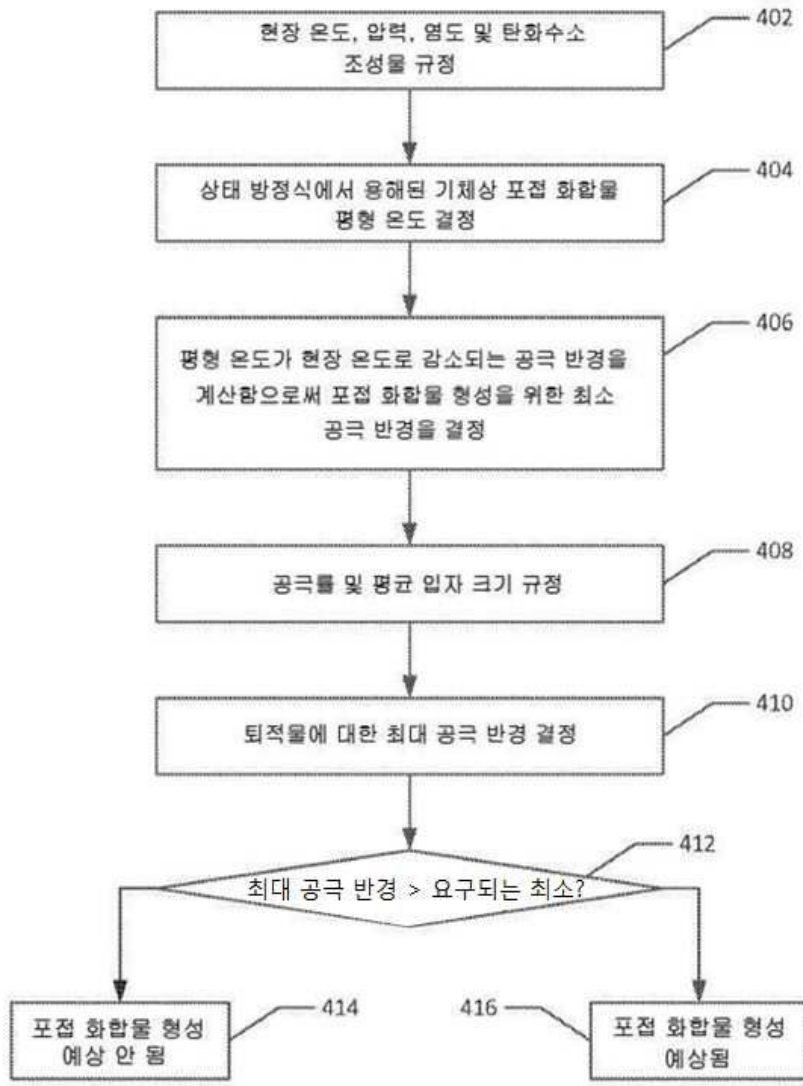 현장 온도, 압력, 염도 및 탄화수소
조성물 규정
402
상태 방정식에서 용해된 기체상 포접 화합물
평형 온도 결정
404
평형 온도가 현장 온도로 감소되는 공극 반경을
계산함으로써 포접 화합물 형성을 위한 최소
공극 반경을 결정
406
공극률 및 평균 입자 크기 규정
408
퇴적물에 대한 최대 공극 반경 결정
410
최대 공극 반경 > 요구되는 최소?
412
포접 화합물 형성
예상 안 됨
414
포접 화합물 형성
예상됨
416